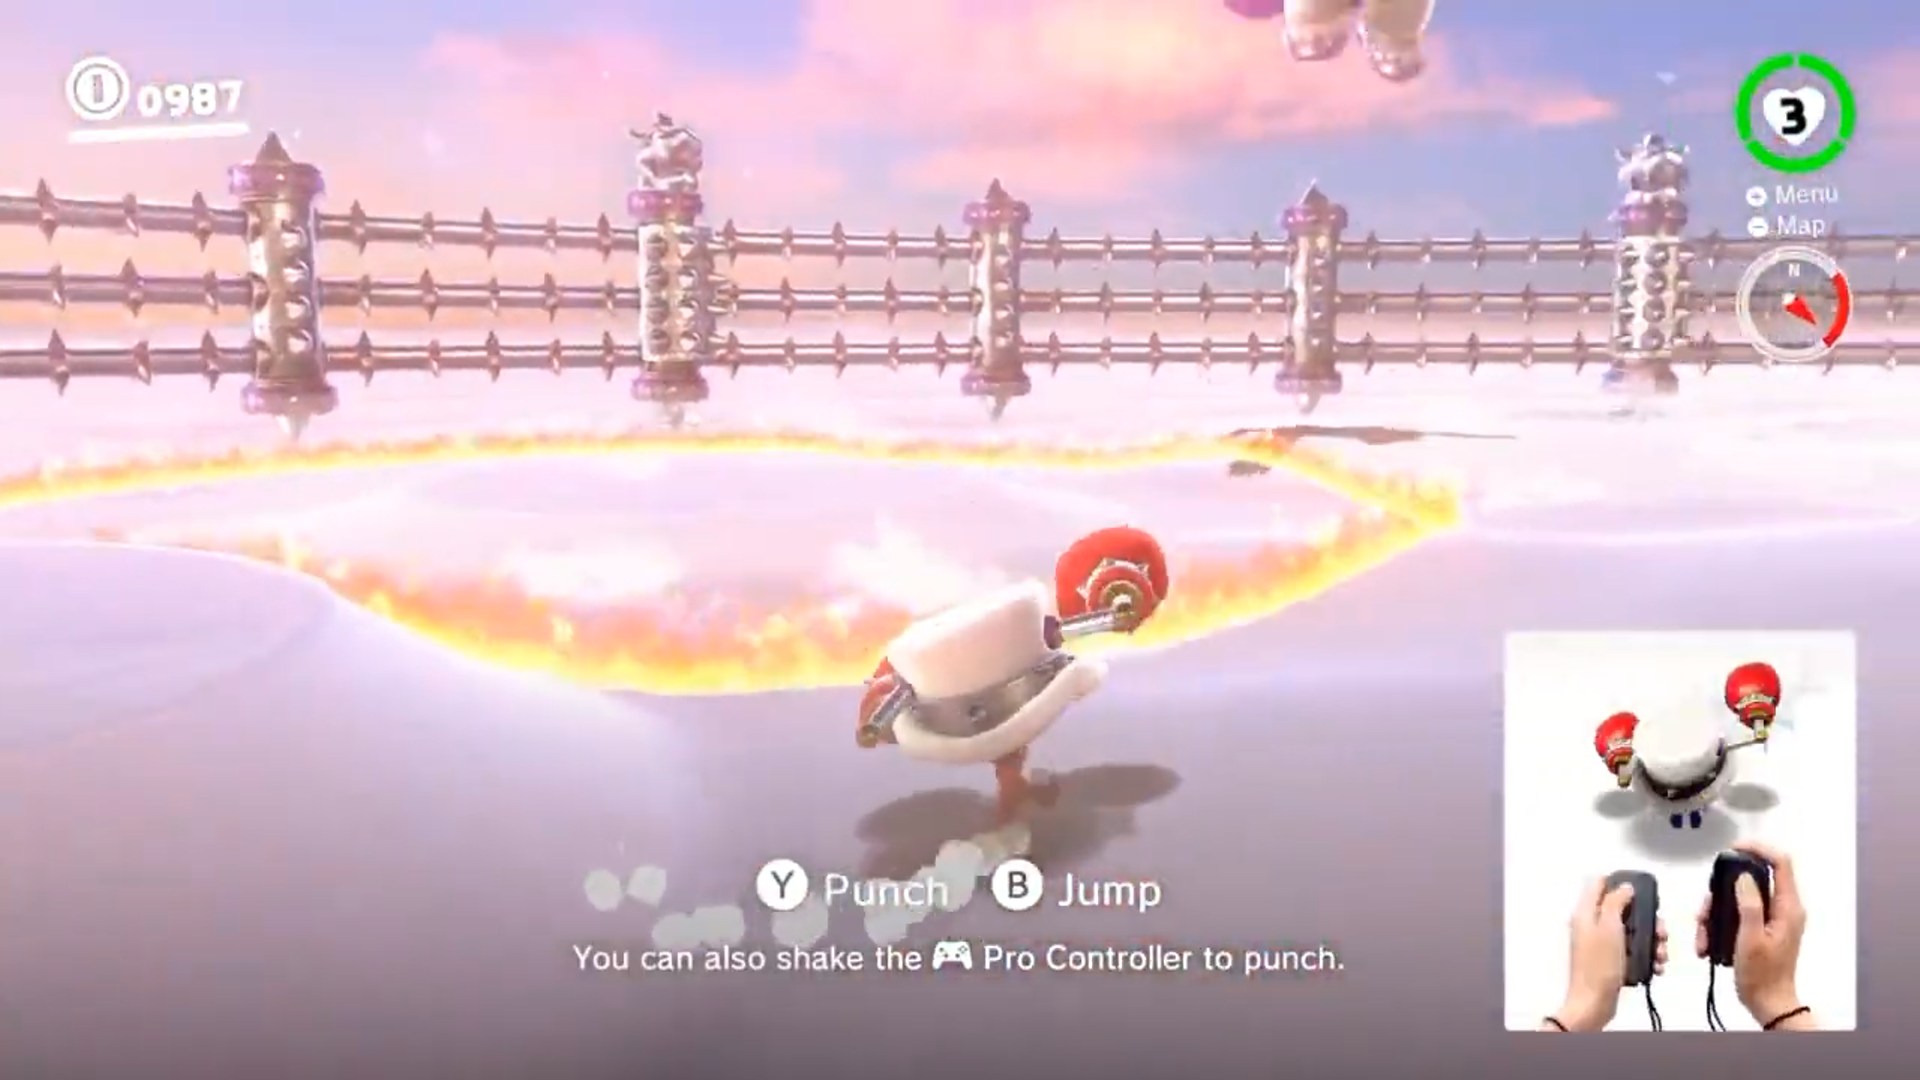 0987
3
+ Menu
- Map
N
Y Punch B Jump
You can also shake the Pro Controller to punch.